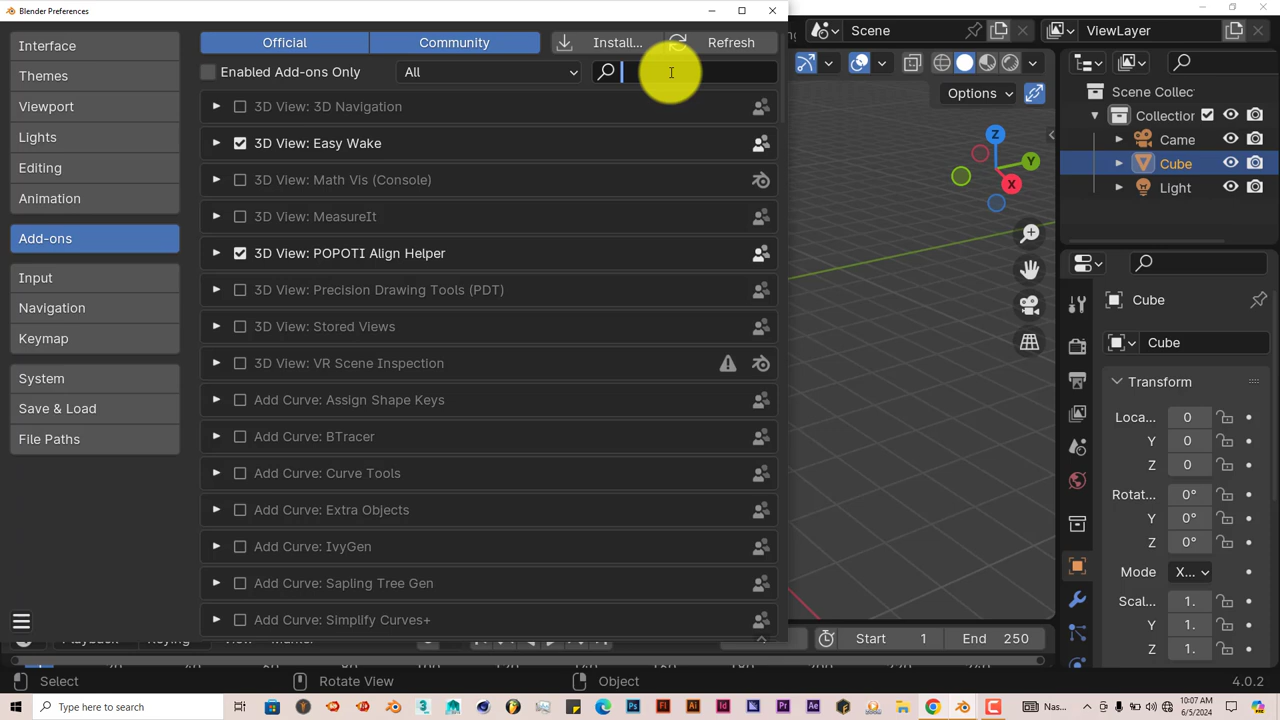 Blender Preferences
Interface
Themes
Viewport
Lights
Editing
Animation
Add-ons
Input
Navigation
Keymap
System
Save & Load
File Paths
Official
Community
Install...
Refresh
Enabled Add-ons Only
All
3D View: 3D Navigation
3D View: Easy Wake
3D View: Math Vis (Console)
3D View: MeasureIt
3D View: POPOTI Align Helper
3D View: Precision Drawing Tools (PDT)
3D View: Stored Views
3D View: VR Scene Inspection
Add Curve: Assign Shape Keys
Add Curve: BTracer
Add Curve: Curve Tools
Add Curve: Extra Objects
Add Curve: IvyGen
Add Curve: Sapling Tree Gen
Add Curve: Simplify Curves+
Scene
ViewLayer
Options
Z
Y
X
Scene Collec
Collection
Came
Cube
Light
Cube
Cube
Transform
Loca... 0
Y 0
Z 0
Rotat... 0°
Y 0°
Z 0°
Mode X...
Scal... 1.
Y 1.
Z 1.
Start 1 End 250
Select
Rotate View
Object
4.0.2
Type here to search
Nas...
10:07 AM
6/5/2024